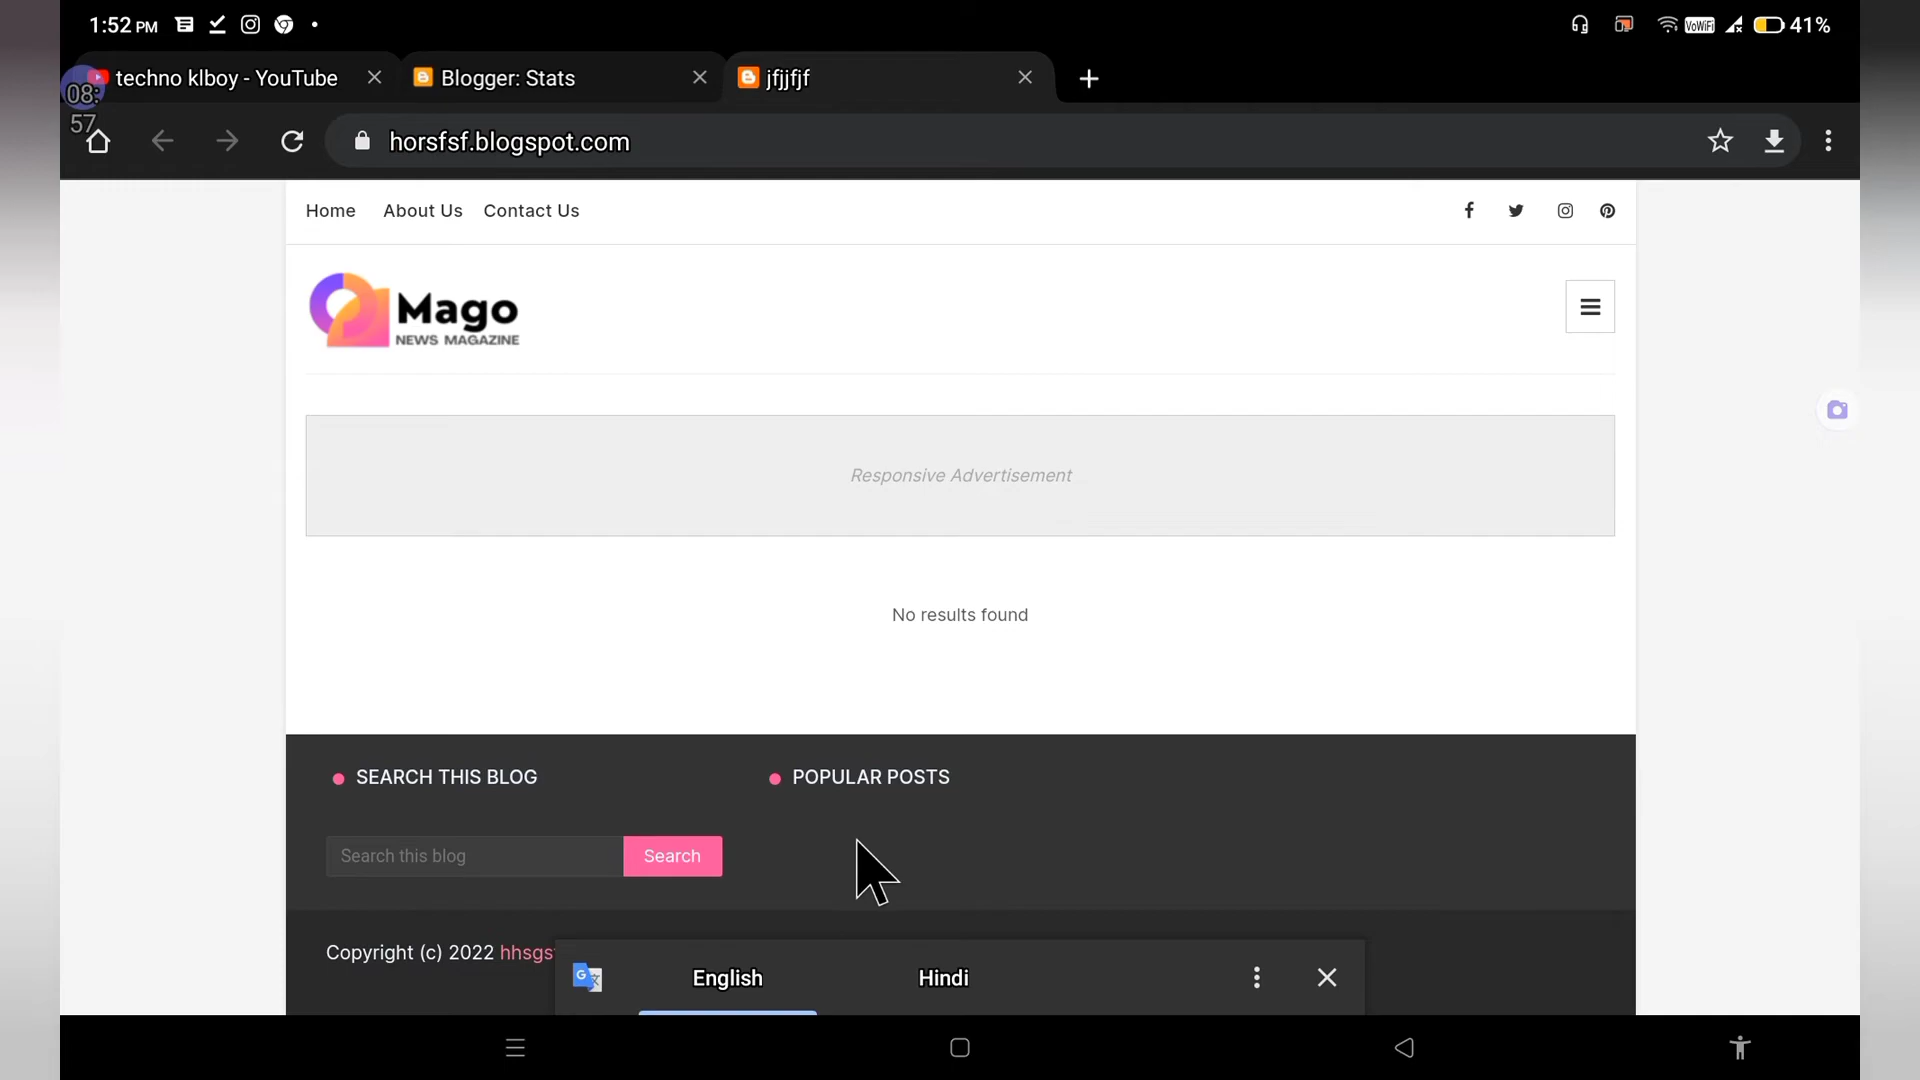 1:52 PM
VoWiFi
41%
techno klboy - YouTube
Blogger: Stats
jfjjfjf
08:
57
horsfsf.blogspot.com
Home About Us Contact Us
Mago
NEWS MAGAZINE
Responsive Advertisement
No results found
SEARCH THIS BLOG
POPULAR POSTS
Search this blog
Search
Copyright (c) 2022 hhsgs
English
Hindi